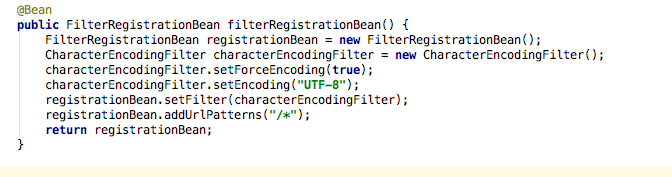 @Bean
public FilterRegistrationBean filterRegistrationBean() {
    FilterRegistrationBean registrationBean = new FilterRegistrationBean();
    CharacterEncodingFilter characterEncodingFilter = new CharacterEncodingFilter();
    characterEncodingFilter.setForceEncoding(true);
    characterEncodingFilter.setEncoding("UTF-8");
    registrationBean.setFilter(characterEncodingFilter);
    registrationBean.addUrlPatterns("/*");
    return registrationBean;
}